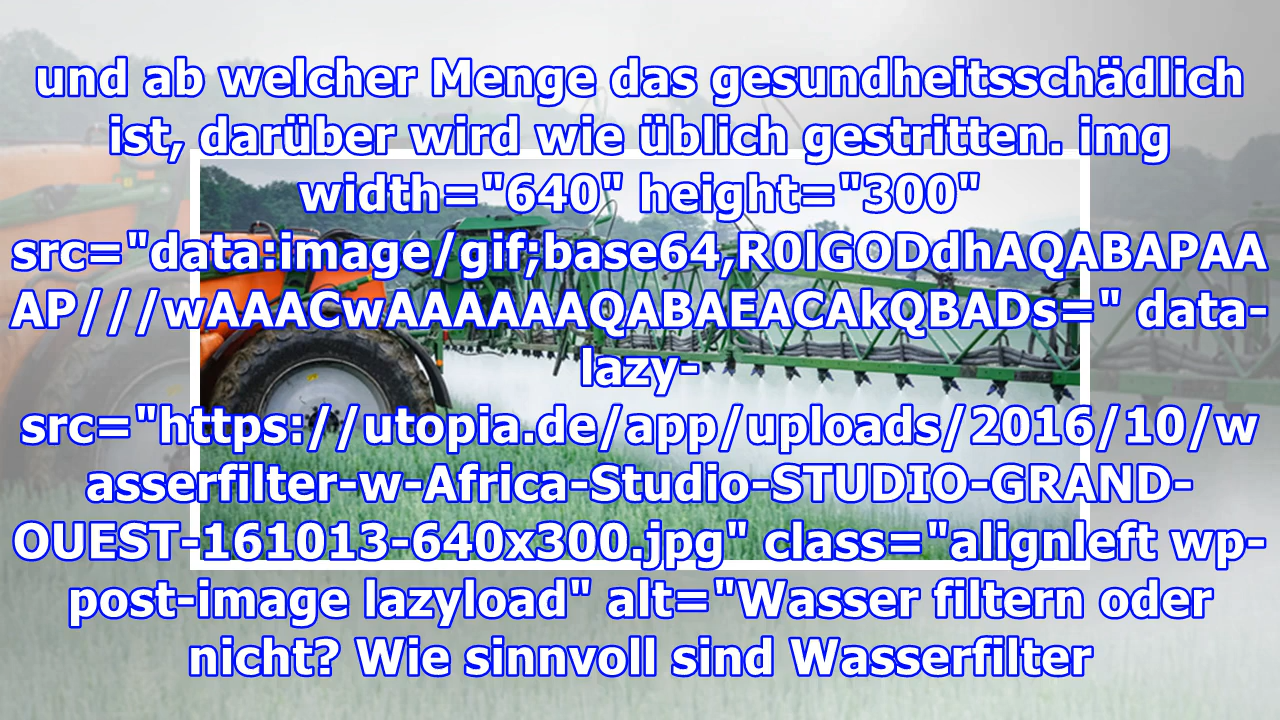 und ab welcher Menge das gesundheitsschädlich
ist, darüber wird wie üblich gestritten. img
width="640" height="300"
src="data:image/gif;base64,R0lGODdhAQABAPAA
AP///wAAACwAAAAAAQABAEACAkQBADs=" data-
lazy-
src="https://utopia.de/app/uploads/2016/10/w
asserfilter-w-Africa-Studio-STUDIO-GRAND-
OUEST-161013-640x300.jpg" class="alignleft wp-
post-image lazyload" alt="Wasser filtern oder
nicht? Wie sinnvoll sind Wasserfilter